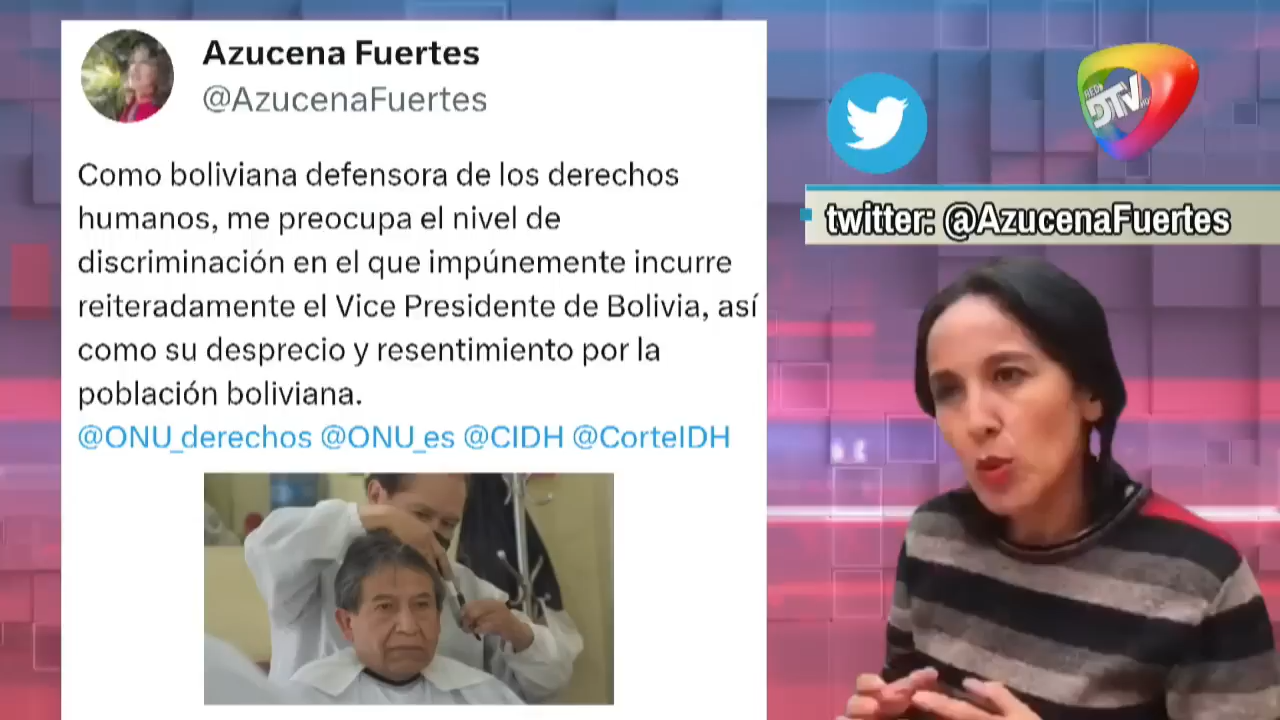 Azucena Fuertes
@AzucenaFuertes
Como boliviana defensora de los derechos
humanos, me preocupa el nivel de
discriminación en el que impúnemente incurre
reiteradamente el Vice Presidente de Bolivia, así
como su desprecio y resentimiento por la
población boliviana.
@ONU_derechos @ONU_es @CIDH @CorteIDH
RED
DTV
twitter: @AzucenaFuertes